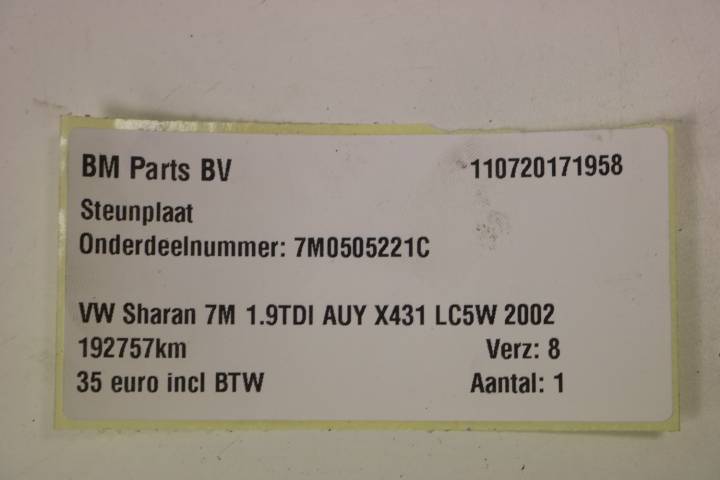 BM Parts BV 110720171958
Steunplaat
Onderdeelnummer: 7M0505221C
VW Sharan 7M 1.9TDI AUY X431 LC5W 2002
192757km Verz: 8
35 euro incl BTW Aantal: 1